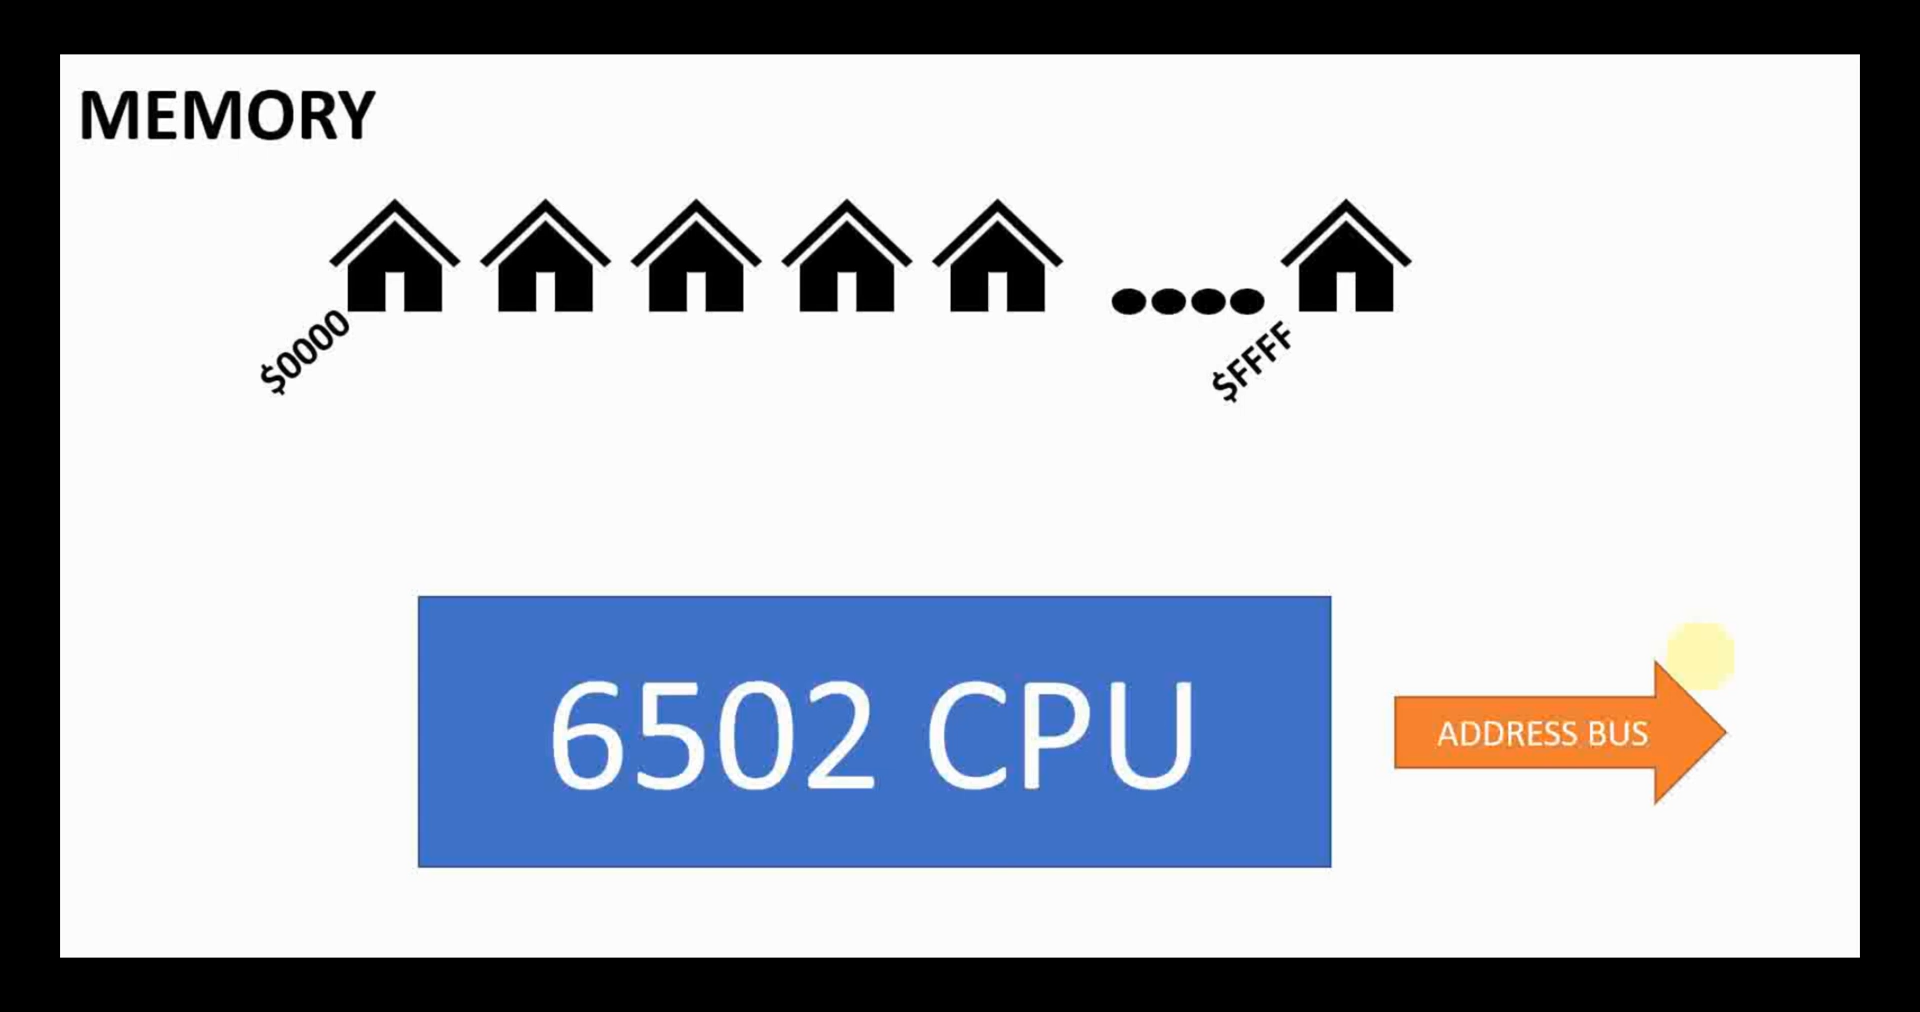 MEMORY
$0000
$FFFF
6502 CPU
ADDRESS BUS